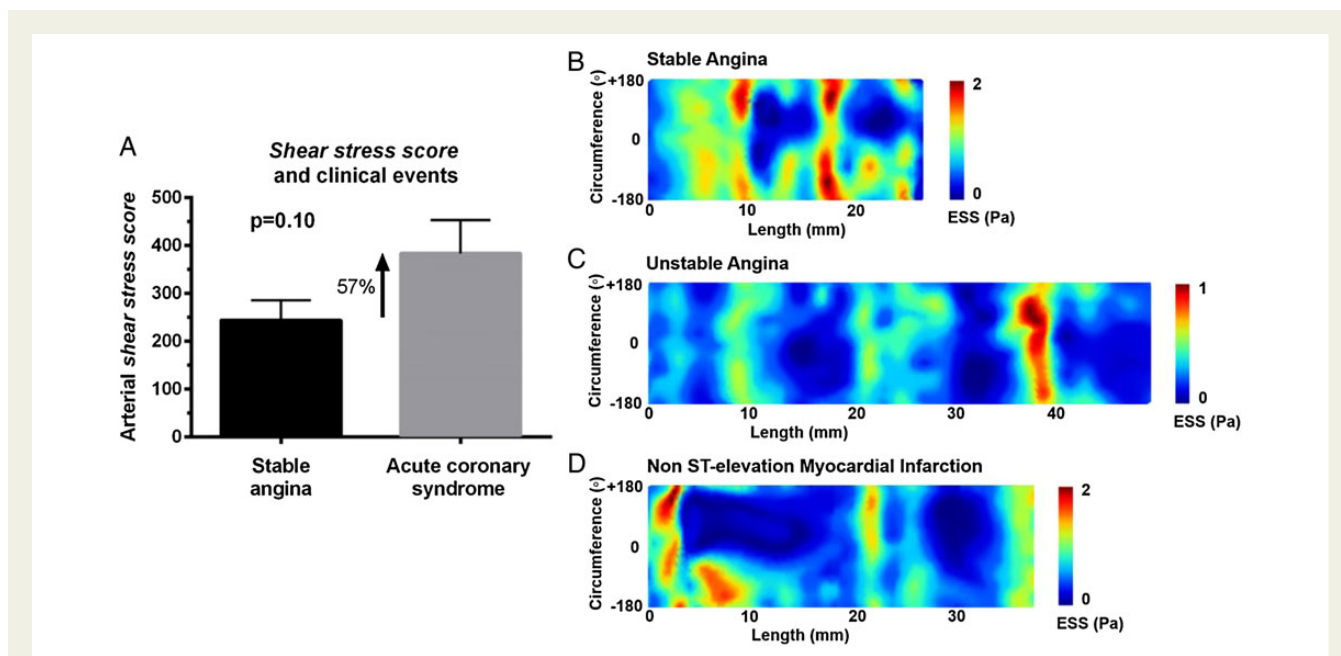 A
Shear stress score
and clinical events
Arterial shear stress score
500
400
300
200
100
0
p=0.10
57%
Stable
angina
Acute coronary
syndrome
B
Stable Angina
Circumference (°)
+180
0
-180
0
10
20
Length (mm)
2
0
ESS (Pa)
C
Unstable Angina
Circumference (°)
+180
0
-180
0
10
20
30
40
Length (mm)
1
0
ESS (Pa)
D
Non ST-elevation Myocardial Infarction
Circumference (°)
+180
0
-180
0
10
20
30
Length (mm)
2
0
ESS (Pa)